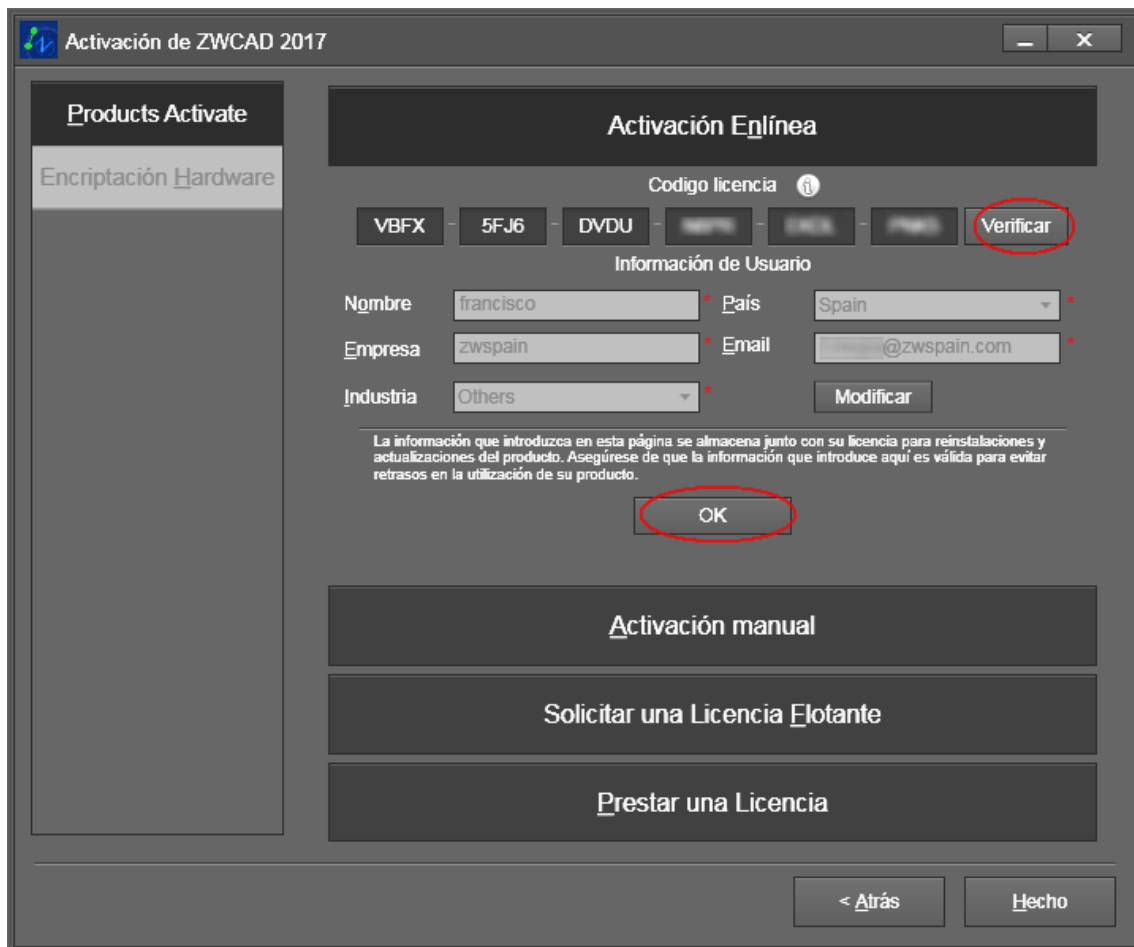 Activación de ZWCAD 2017
Products Activate
Encriptación Hardware
Activación Enlínea
Codigo licencia
VBFX - 5FJ6 - DVDU - - - Verificar
Información de Usuario
Nombre francisco * País Spain *
Empresa zwspain * Email @zwspain.com *
Industria Others * Modificar
La información que introduzca en esta página se almacena junto con su licencia para reinstalaciones y
actualizaciones del producto. Asegúrese de que la información que introduce aquí es válida para evitar
retrasos en la utilización de su producto.
OK
Activación manual
Solicitar una Licencia Flotante
Prestar una Licencia
< Atrás Hecho